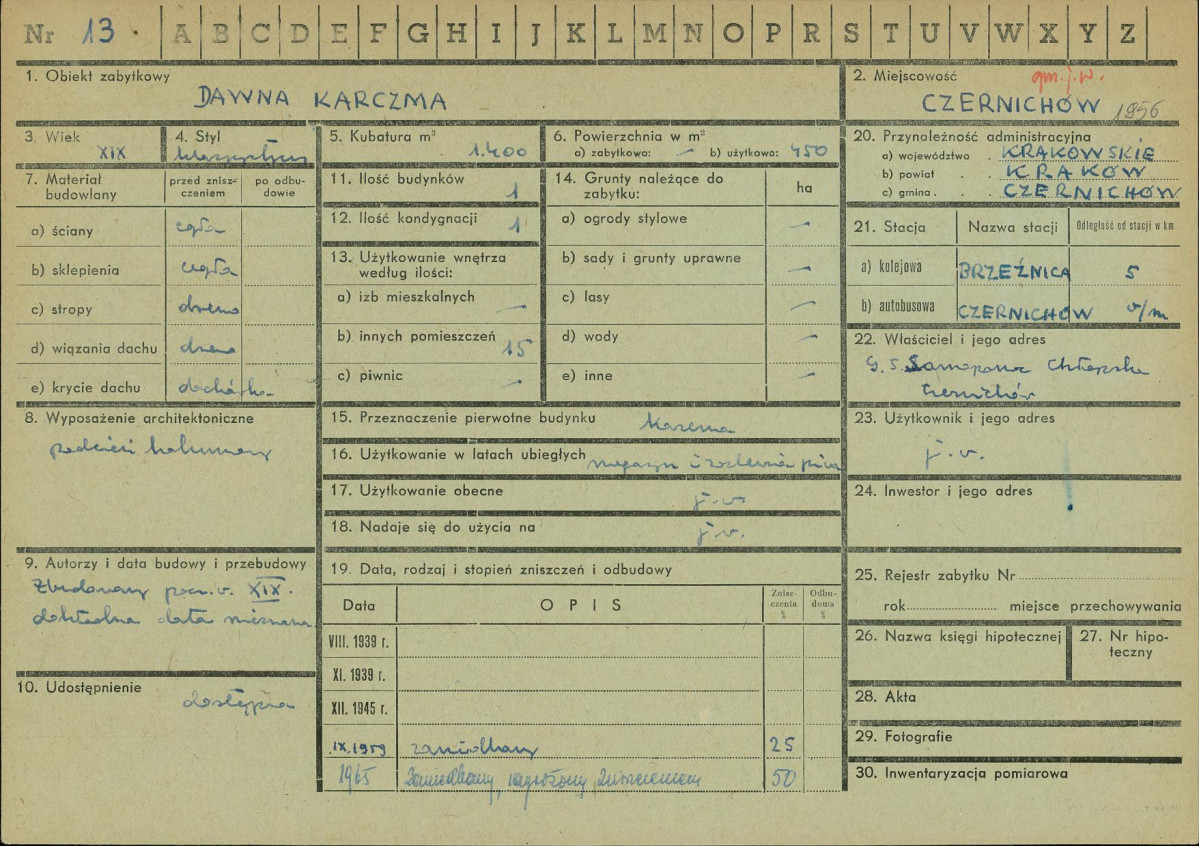 Nr 13. A B C D E F G H I J K L M N O P R S T U V W X Y Z
1. Obiekt zabytkowy
DAWNA KARCZMA
2. Miejscowość gm. j.w.
CZERNICHÓW 1956
3. Wiek
XIX
4. Styl
5. Kubatura m³
1.400
6. Powierzchnia w m²
a) zabytkowa: — b) użytkowa: 450
7. Materiał budowlany
przed zniszczeniem
po odbudowie
a) ściany cegła
b) sklepienia cegła
c) stropy drewno
d) wiązania dachu drewno
e) krycie dachu dachówka
8. Wyposażenie architektoniczne
podcień kolumnowy
9. Autorzy i data budowy i przebudowy
Zbudowany pocz. w. XIX.
dokładna data nieznana
10. Udostępnienie
dostępna
11. Ilość budynków
1
12. Ilość kondygnacji
1
13. Użytkowanie wnętrza
według ilości:
a) izb mieszkalnych —
b) innych pomieszczeń 15
c) piwnic —
14. Grunty należące do
zabytku:
ha
a) ogrody stylowe —
b) sady i grunty uprawne —
c) lasy —
d) wody —
e) inne —
15. Przeznaczenie pierwotne budynku karczma
16. Użytkowanie w latach ubiegłych magazyn i rozlewnia piwa
17. Użytkowanie obecne j.w.
18. Nadaje się do użycia na j.w.
19. Data, rodzaj i stopień zniszczeń i odbudowy
Data
OPIS
Zniszczenia %
Odbudowa %
VIII. 1939 r.
XI. 1939 r.
XII. 1945 r.
IX.1959 zaniedbany 25
1965 Zaniedbany, zagrożony zniszczeniem 50
20. Przynależność administracyjna
a) województwo . KRAKOWSKIE
b) powiat . . KRAKÓW
c) gmina . . CZERNICHÓW
21. Stacja
Nazwa stacji
Odległość od stacji w km
a) kolejowa BRZEŹNICA 5
b) autobusowa CZERNICHÓW v/m
22. Właściciel i jego adres
G. S. Samopomoc Chłopska
Czernichów
23. Użytkownik i jego adres
j.w.
24. Inwestor i jego adres
25. Rejestr zabytku Nr
rok miejsce przechowywania
26. Nazwa księgi hipotecznej
27. Nr hipoteczny
28. Akta
29. Fotografie
30. Inwentaryzacja pomiarowa